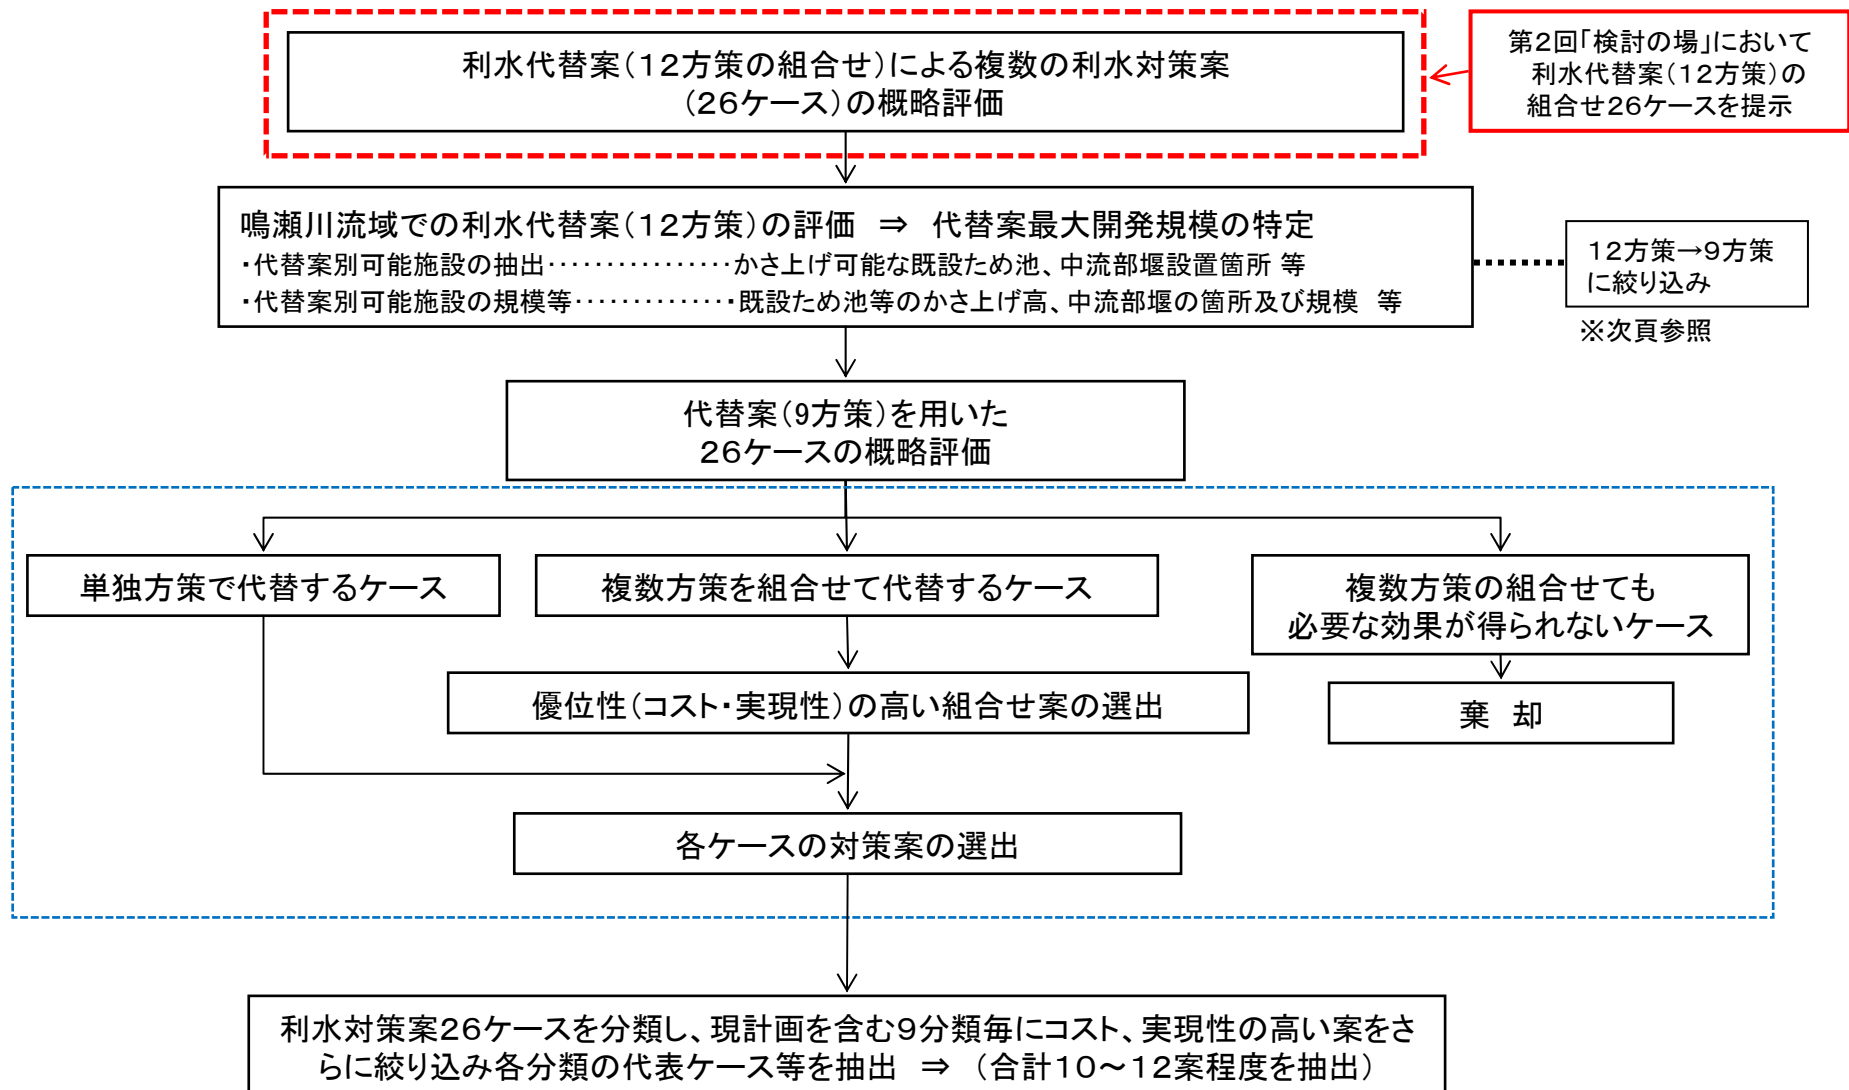 利水代替案(12方策の組合せ)による複数の利水対策案
(26ケース)の概略評価
第2回「検討の場」において
利水代替案(12方策)の
組合せ26ケースを提示
鳴瀬川流域での利水代替案(12方策)の評価 ⇒ 代替案最大開発規模の特定
・代替案別可能施設の抽出‥‥‥‥‥‥‥‥かさ上げ可能な既設ため池、中流部堰設置箇所 等
・代替案別可能施設の規模等‥‥‥‥‥‥‥既設ため池等のかさ上げ高、中流部堰の箇所及び規模 等
12方策→9方策
に絞り込み
※次頁参照
代替案(9方策)を用いた
26ケースの概略評価
単独方策で代替するケース
複数方策を組合せて代替するケース
複数方策の組合せても
必要な効果が得られないケース
優位性(コスト・実現性)の高い組合せ案の選出
棄 却
各ケースの対策案の選出
利水対策案26ケースを分類し、現計画を含む9分類毎にコスト、実現性の高い案をさ
らに絞り込み各分類の代表ケース等を抽出 ⇒ (合計10~12案程度を抽出)